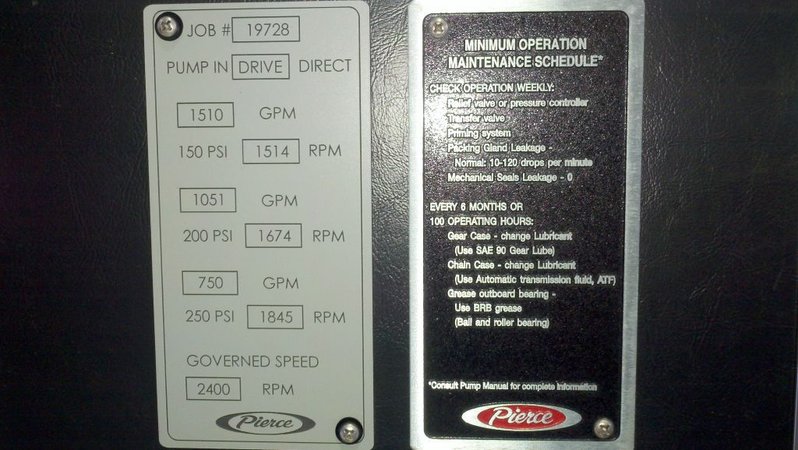 JOB # 19728
PUMP IN DRIVE DIRECT
1510 GPM
150 PSI 1514 RPM
1051 GPM
200 PSI 1674 RPM
750 GPM
250 PSI 1845 RPM
GOVERNED SPEED
2400 RPM
Pierce
MINIMUM OPERATION
MAINTENANCE SCHEDULE*
CHECK OPERATION WEEKLY:
Relief valve or pressure controller
Transfer valve
Priming system
Packing Gland Leakage -
Normal: 10-120 drops per minute
Mechanical Seals Leakage - 0
EVERY 6 MONTHS OR
100 OPERATING HOURS:
Gear Case - change Lubricant
(Use SAE 90 Gear Lube)
Chain Case - change Lubricant
(Use Automatic transmission fluid, ATF)
Grease outboard bearing -
Use BRB grease
(Ball and roller bearing)
*Consult Pump Manual for complete information
Pierce